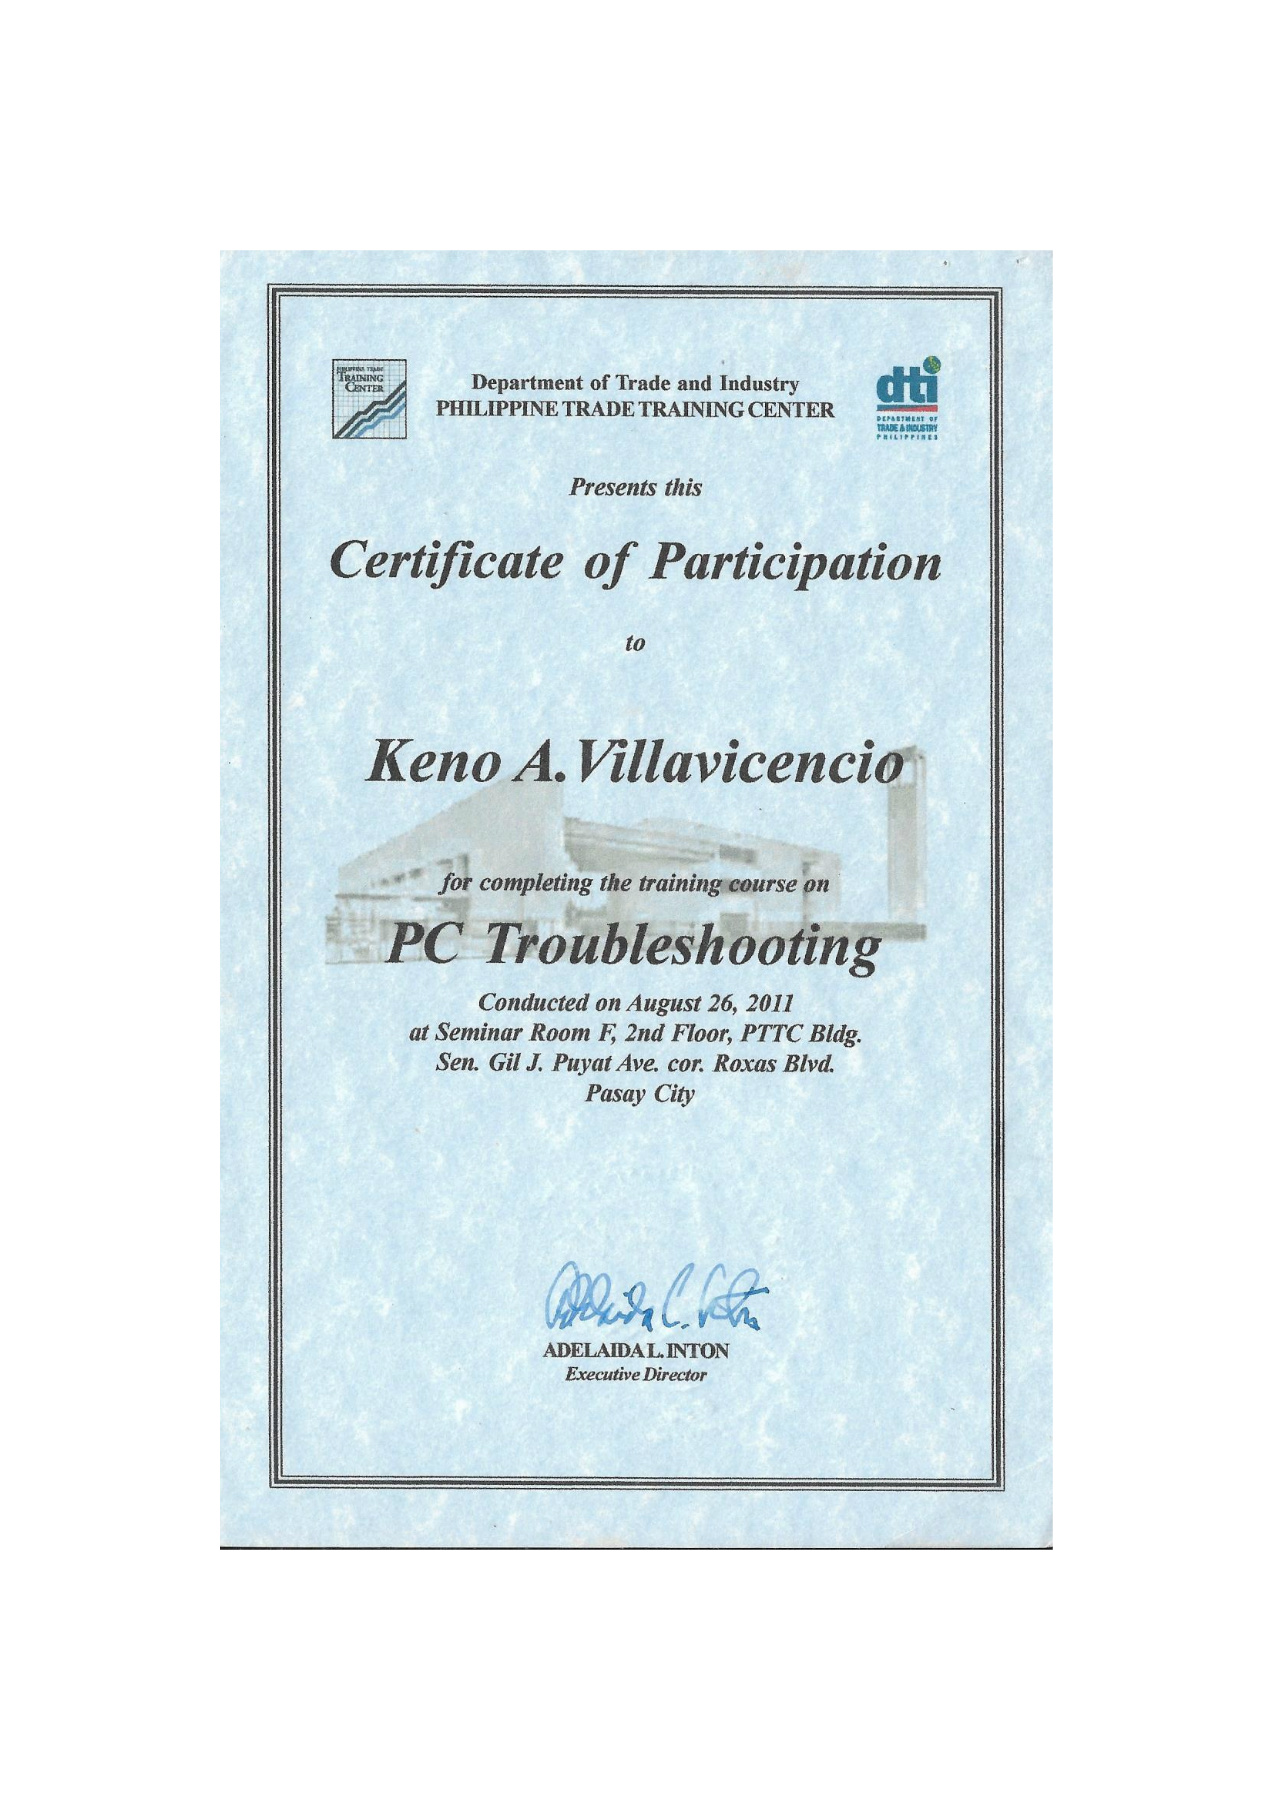 PHILIPPINE TRADE
TRAINING
CENTER
Department of Trade and Industry
PHILIPPINE TRADE TRAINING CENTER
dti
DEPARTMENT OF
TRADE & INDUSTRY
PHILIPPINES
Presents this
Certificate of Participation
to
Keno A. Villavicencio
for completing the training course on
PC Troubleshooting
Conducted on August 26, 2011
at Seminar Room F, 2nd Floor, PTTC Bldg.
Sen. Gil J. Puyat Ave. cor. Roxas Blvd.
Pasay City
ADELAIDA L. INTON
Executive Director